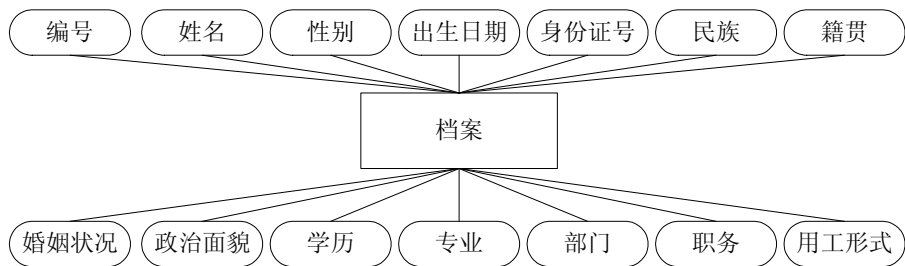 编号 姓名 性别 出生日期 身份证号 民族 籍贯
档案
婚姻状况 政治面貌 学历 专业 部门 职务 用工形式